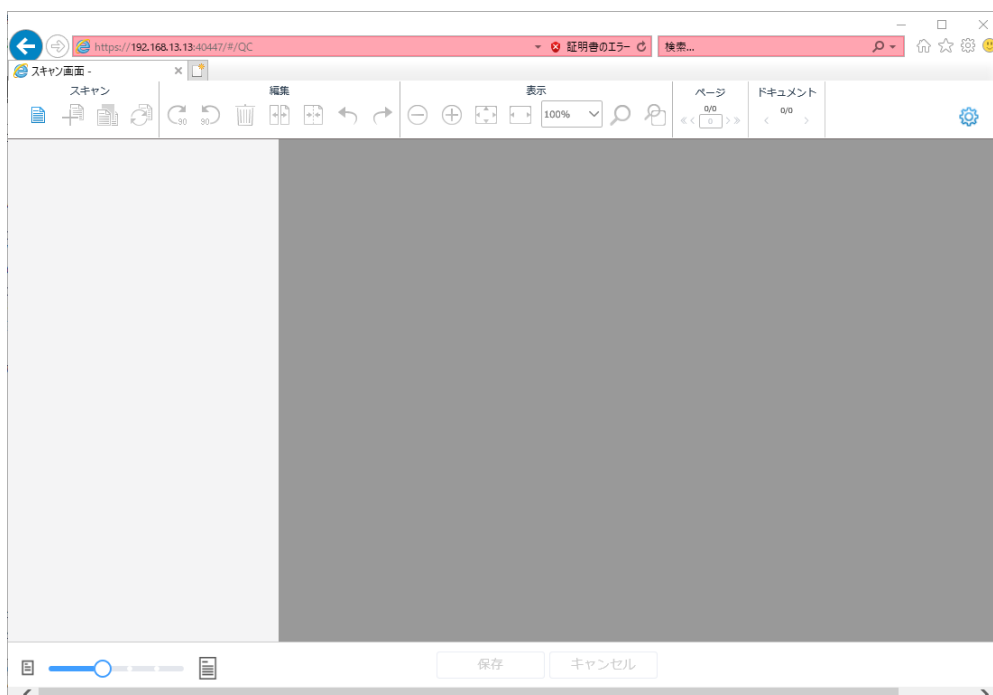 https://192.168.13.13:40447/#/QC
証明書のエラー
検索...
スキャン画面 -
スキャン
編集
表示
ページ
ドキュメント
90
90
100%
0/0
0
0/0
保存
キャンセル